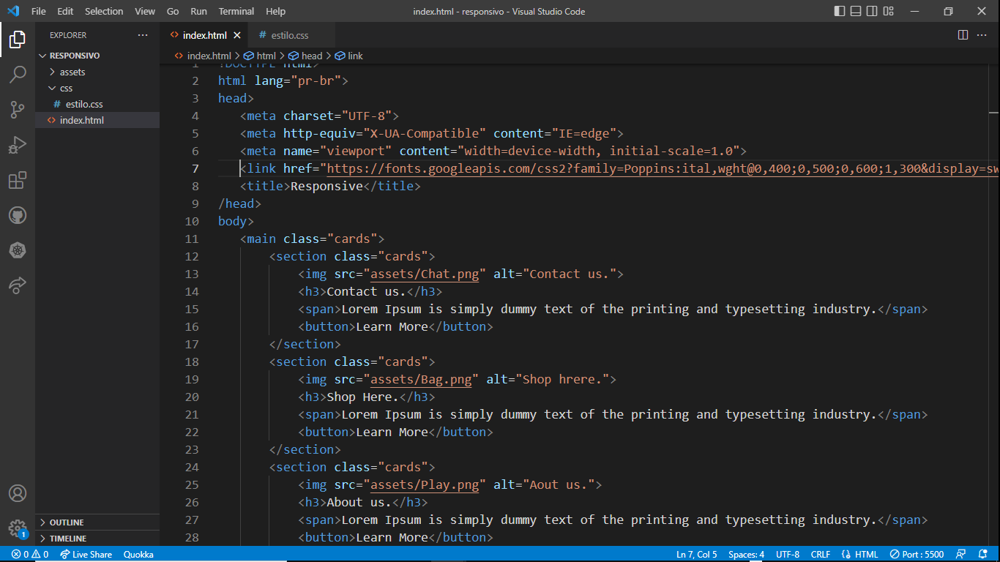 File Edit Selection View Go Run Terminal Help
index.html - responsivo - Visual Studio Code
EXPLORER
RESPONSIVO
assets
css
# estilo.css
<> index.html
OUTLINE
TIMELINE
<> index.html
# estilo.css
<> index.html > html > head > link
1 !DOCTYPE html>
2 html lang="pr-br">
3 head>
4 <meta charset="UTF-8">
5 <meta http-equiv="X-UA-Compatible" content="IE=edge">
6 <meta name="viewport" content="width=device-width, initial-scale=1.0">
7 <link href="https://fonts.googleapis.com/css2?family=Poppins:ital,wght@0,400;0,500;0,600;1,300&display=sw
8 <title>Responsive</title>
9 /head>
10 body>
11 <main class="cards">
12 <section class="cards">
13 <img src="assets/Chat.png" alt="Contact us.">
14 <h3>Contact us.</h3>
15 <span>Lorem Ipsum is simply dummy text of the printing and typesetting industry.</span>
16 <button>Learn More</button>
17 </section>
18 <section class="cards">
19 <img src="assets/Bag.png" alt="Shop hrere.">
20 <h3>Shop Here.</h3>
21 <span>Lorem Ipsum is simply dummy text of the printing and typesetting industry.</span>
22 <button>Learn More</button>
23 </section>
24 <section class="cards">
25 <img src="assets/Play.png" alt="Aout us.">
26 <h3>About us.</h3>
27 <span>Lorem Ipsum is simply dummy text of the printing and typesetting industry.</span>
28 <button>Learn More</button>
1
0 0 Live Share Quokka
Ln 7, Col 5 Spaces: 4 UTF-8 CRLF {} HTML Port : 5500